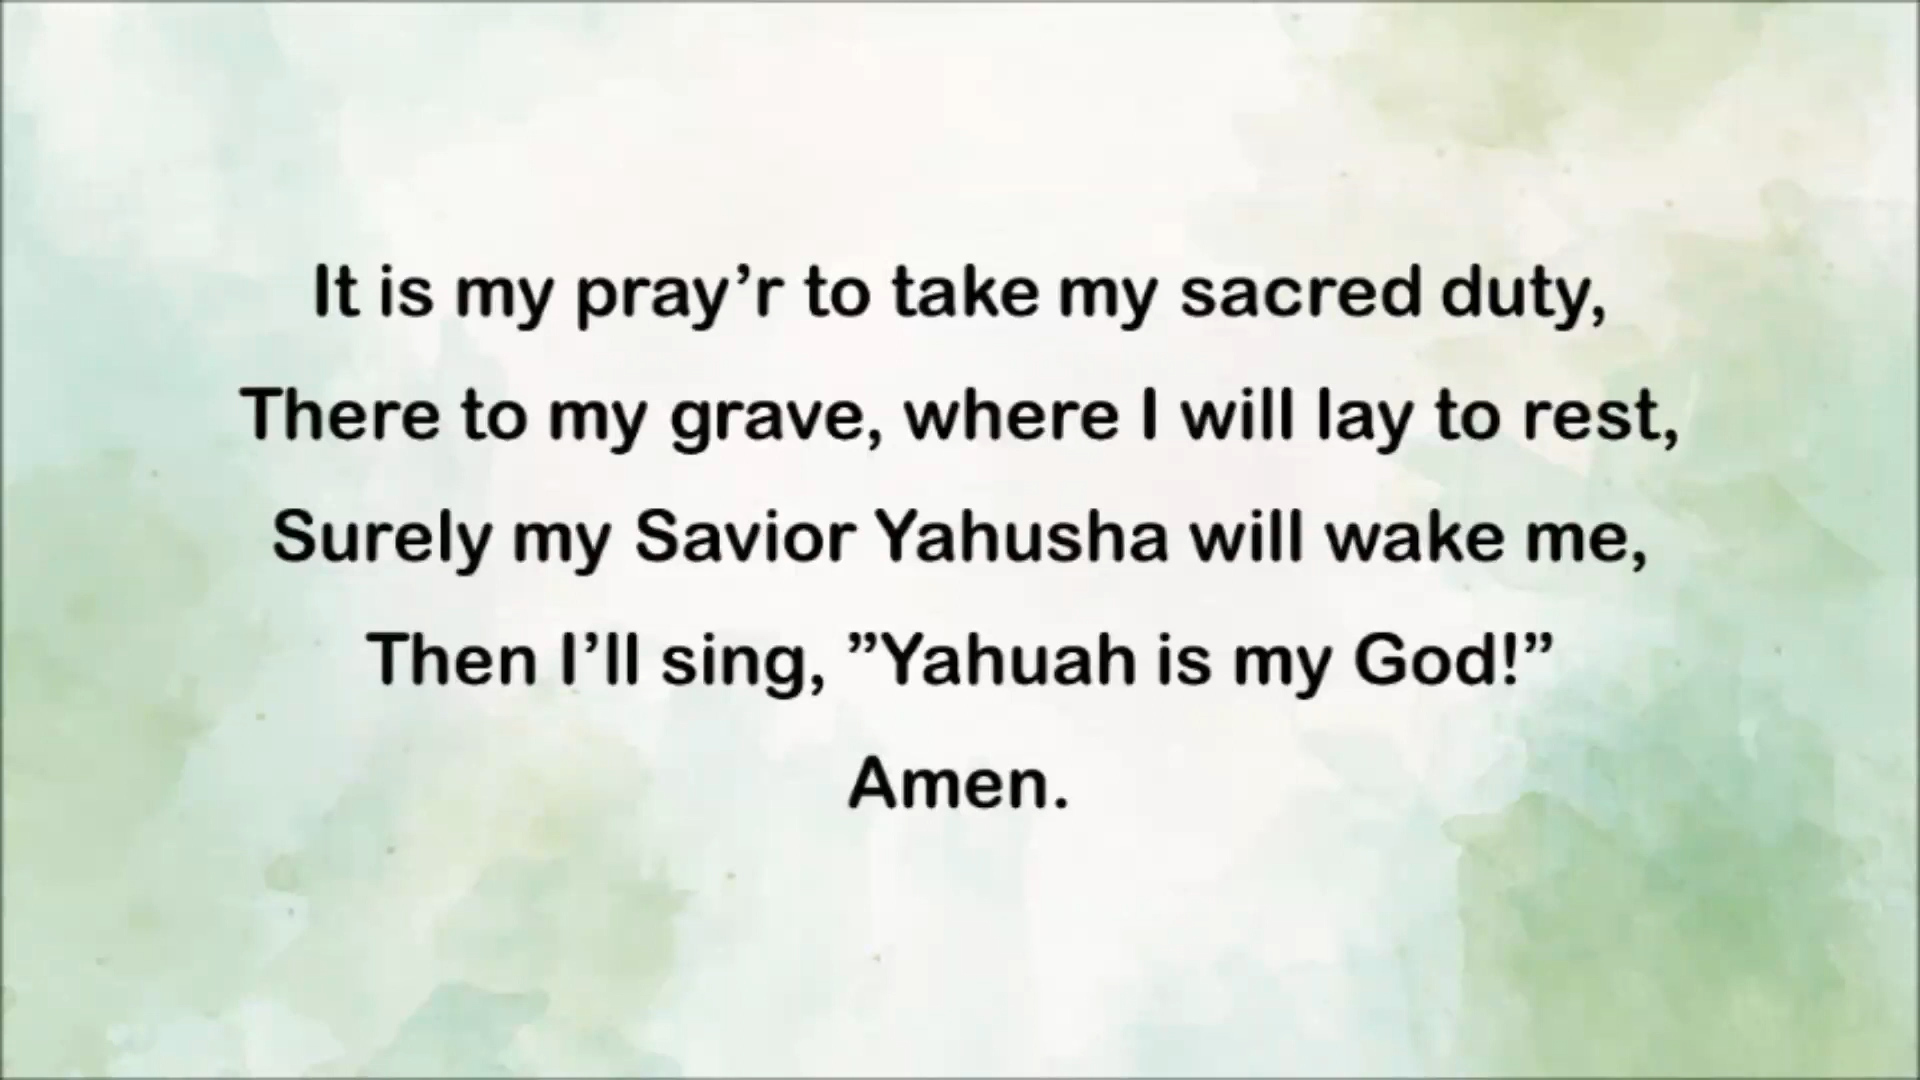 It is my pray’r to take my sacred duty,
There to my grave, where I will lay to rest,
Surely my Savior Yahusha will wake me,
Then I’ll sing, ”Yahuah is my God!”
Amen.